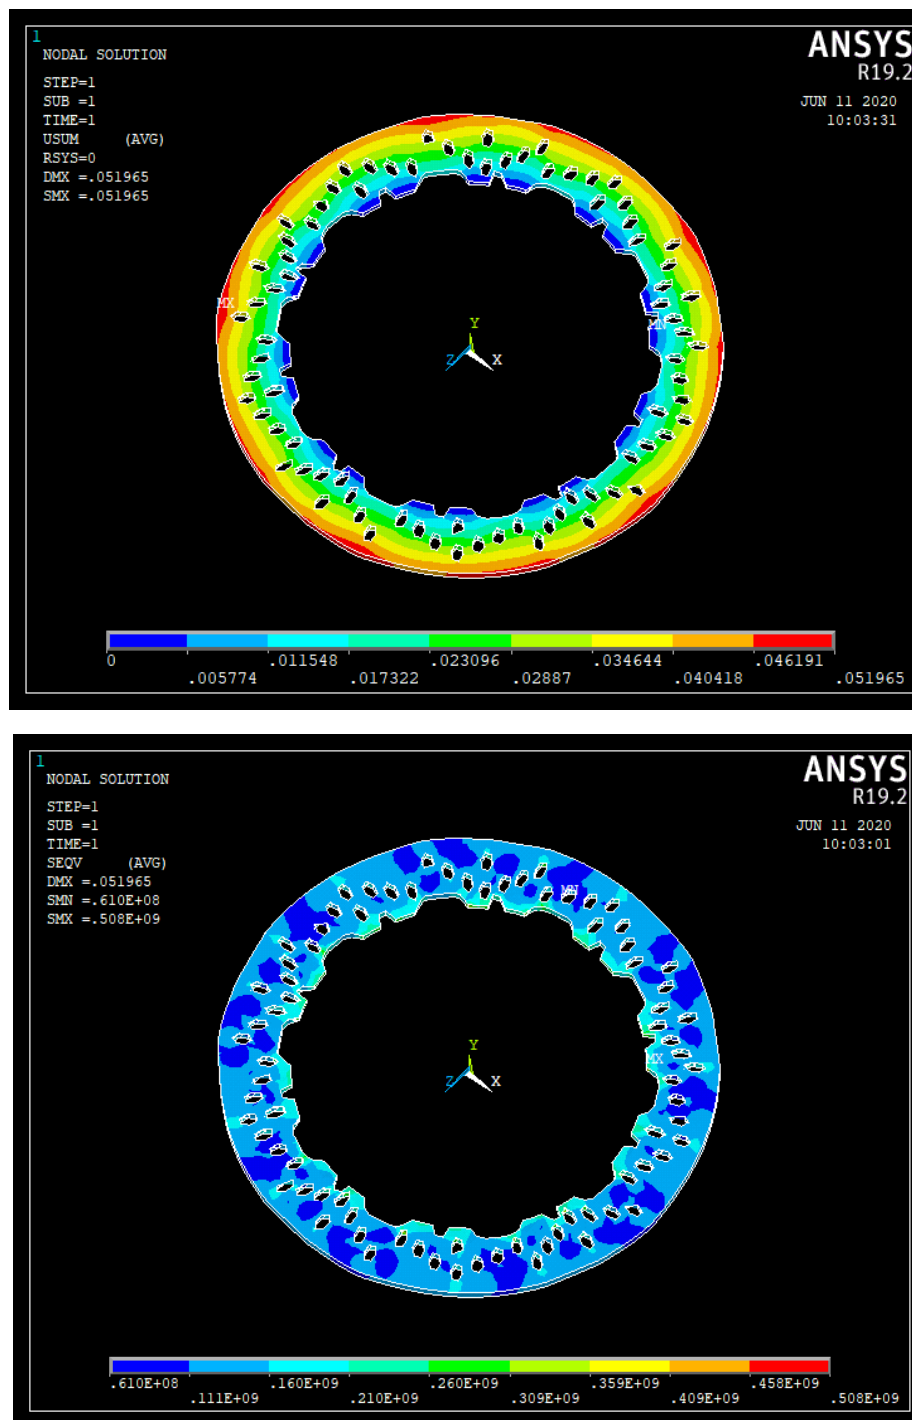 1
NODAL SOLUTION
ANSYS
R19.2
STEP=1
SUB =1
TIME=1
USUM (AVG)
RSYS=0
DMX =.051965
SMX =.051965
JUN 11 2020
10:03:31
MX
MN
Y
Z X
0 .011548 .023096 .034644 .046191
.005774 .017322 .02887 .040418 .051965
1
NODAL SOLUTION
ANSYS
R19.2
STEP=1
SUB =1
TIME=1
SEQV (AVG)
DMX =.051965
SMN =.610E+08
SMX =.508E+09
JUN 11 2020
10:03:01
MN
MX
Y
Z X
.610E+08 .160E+09 .260E+09 .359E+09 .458E+09
.111E+09 .210E+09 .309E+09 .409E+09 .508E+09